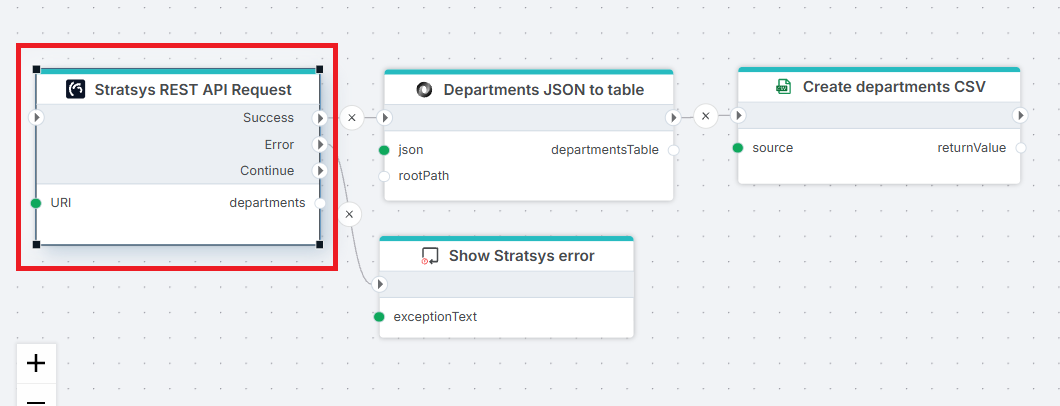 Stratsys REST API Request
Success
Error
Continue
URI
departments
Departments JSON to table
json
departmentsTable
rootPath
Create departments CSV
source
returnValue
Show Stratsys error
exceptionText